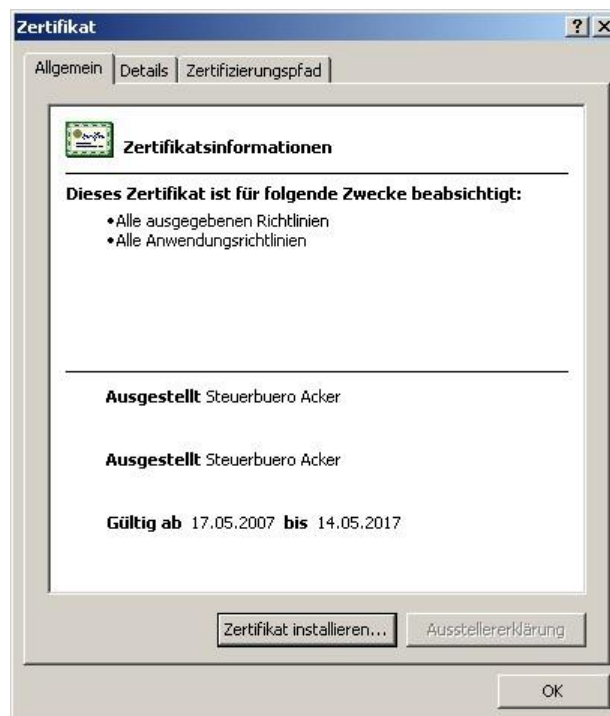 Zertifikat
Allgemein Details Zertifizierungspfad
Zertifikatsinformationen
Dieses Zertifikat ist für folgende Zwecke beabsichtigt:
•Alle ausgegebenen Richtlinien
•Alle Anwendungsrichtlinien
Ausgestellt Steuerbuero Acker
Ausgestellt Steuerbuero Acker
Gültig ab 17.05.2007 bis 14.05.2017
Zertifikat installieren... Ausstellererklärung
OK